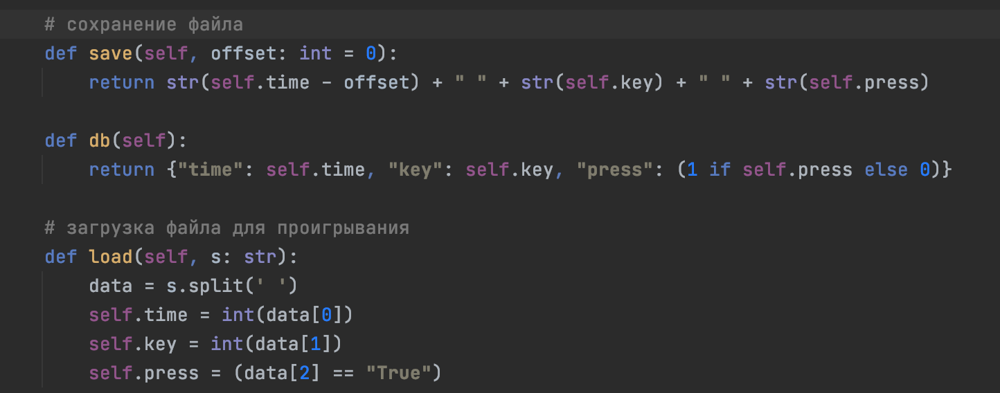 # сохранение файла
def save(self, offset: int = 0):
    return str(self.time - offset) + " " + str(self.key) + " " + str(self.press)

def db(self):
    return {"time": self.time, "key": self.key, "press": (1 if self.press else 0)}

# загрузка файла для проигрывания
def load(self, s: str):
    data = s.split(' ')
    self.time = int(data[0])
    self.key = int(data[1])
    self.press = (data[2] == "True")